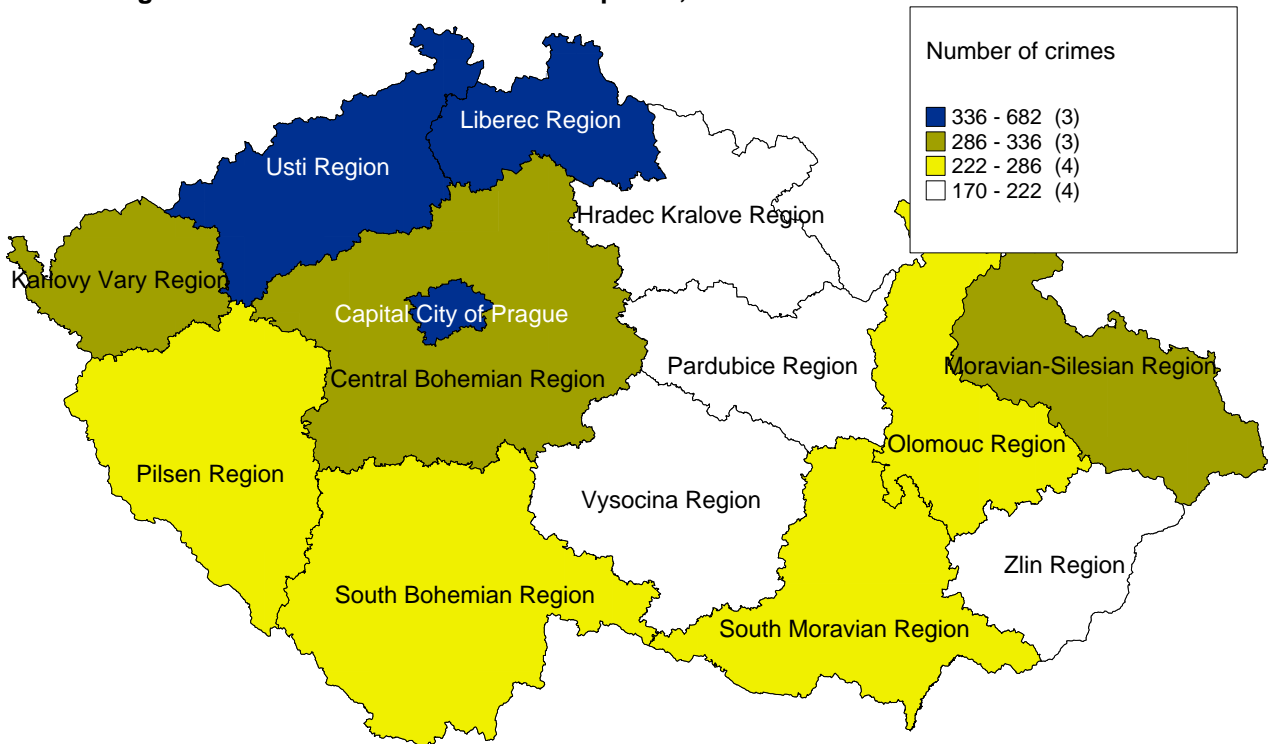 Number of crimes
336 - 682 (3)
286 - 336 (3)
222 - 286 (4)
170 - 222 (4)
Liberec Region
Usti Region
Hradec Kralove Region
Karlovy Vary Region
Capital City of Prague
Pardubice Region
Moravian-Silesian Region
Central Bohemian Region
Olomouc Region
Pilsen Region
Vysocina Region
Zlin Region
South Bohemian Region
South Moravian Region